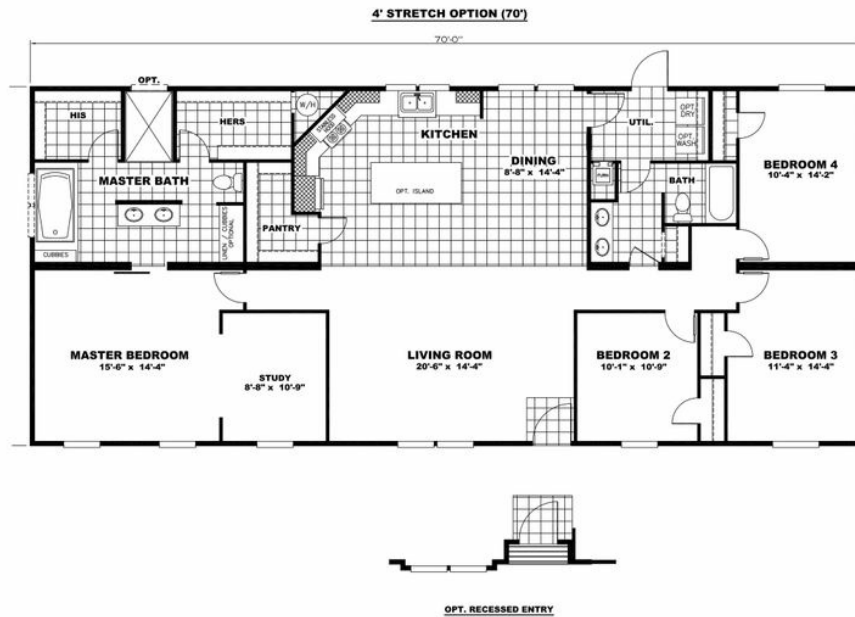 4' STRETCH OPTION (70')
70'-0"
OPT.
HIS
HERS
W/H
STAINLESS
HOOD
KITCHEN
UTIL.
OPT
DRY
OPT
WASH
DINING
8'-8" x 14'-4"
BEDROOM 4
10'-4" x 14'-2"
MASTER BATH
OPT. ISLAND
FURN
BATH
PANTRY
LINEN / CUBBIES
OPTIONAL
CUBBIES
MASTER BEDROOM
15'-6" x 14'-4"
STUDY
8'-8" x 10'-9"
LIVING ROOM
20'-6" x 14'-4"
BEDROOM 2
10'-1" x 10'-9"
BEDROOM 3
11'-4" x 14'-4"
OPT. RECESSED ENTRY